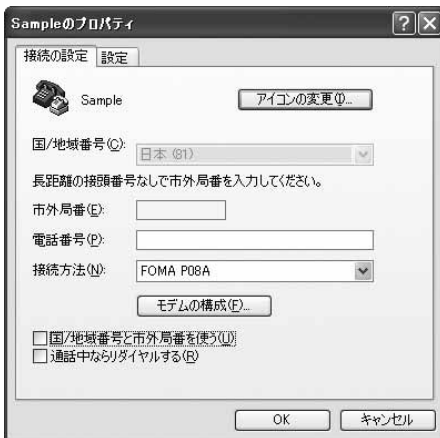 Sampleのプロパティ
接続の設定 設定
Sample
アイコンの変更(I)...
国/地域番号(C):
日本 (81)
長距離の接頭番号なしで市外局番を入力してください。
市外局番(E):
電話番号(P):
接続方法(N):
FOMA P08A
モデムの構成(F)...
国/地域番号と市外局番を使う(U)
通話中ならリダイヤルする(R)
OK キャンセル